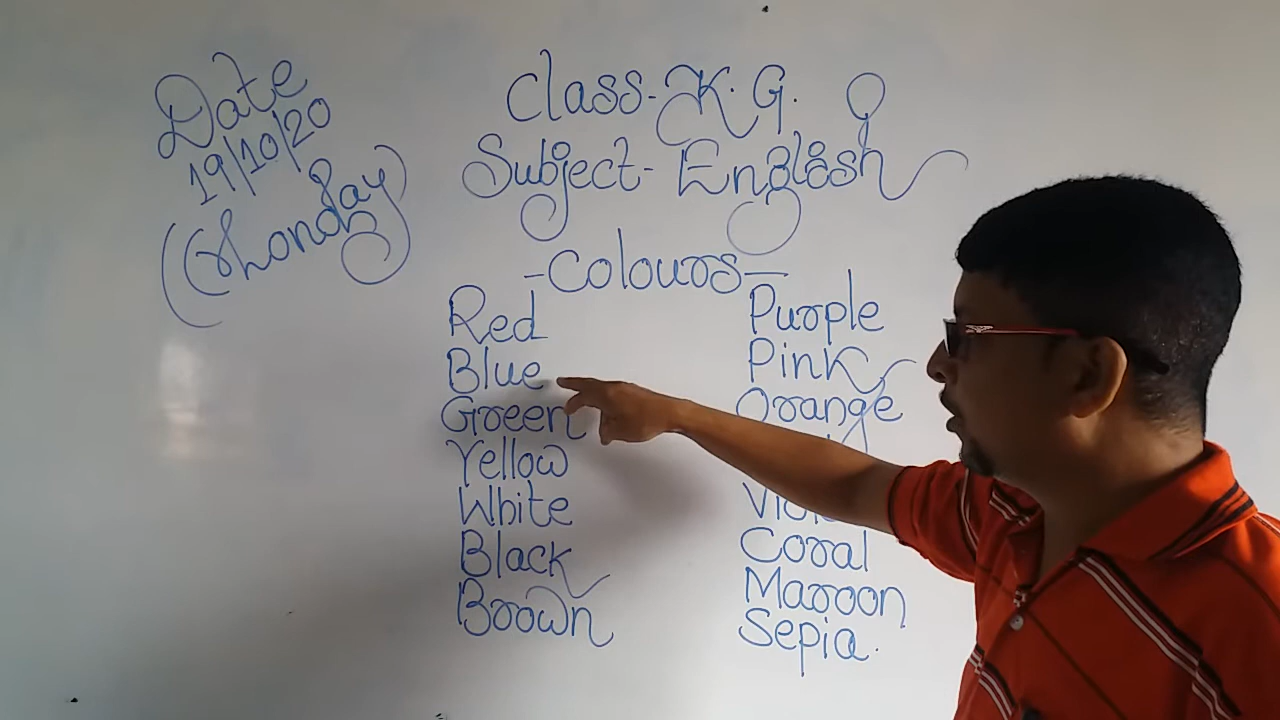 Date
19/10/20
(Monday)
Class-K.G.
Subject-English
-Colours-
Red
Blue
Green
Yellow
White
Black
Brown
Purple
Pink
Orange
Coral
Maroon
Sepia.